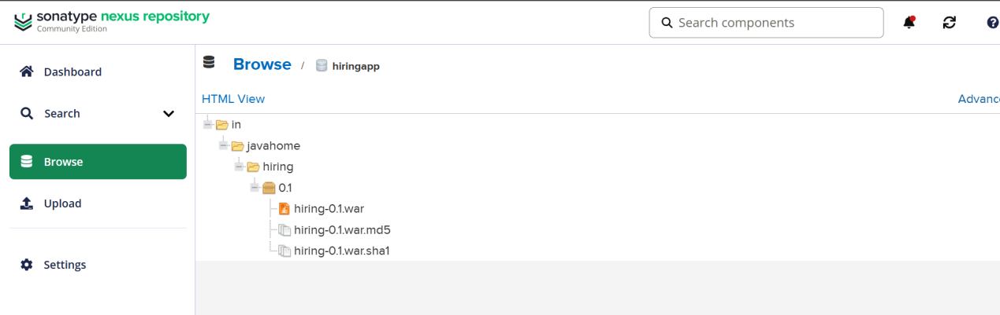 sonatype nexus repository
Community Edition
Search components
Dashboard
Search
Browse
Upload
Settings
Browse / hiringapp
HTML View
Advanc
in
javahome
hiring
0.1
hiring-0.1.war
hiring-0.1.war.md5
hiring-0.1.war.sha1